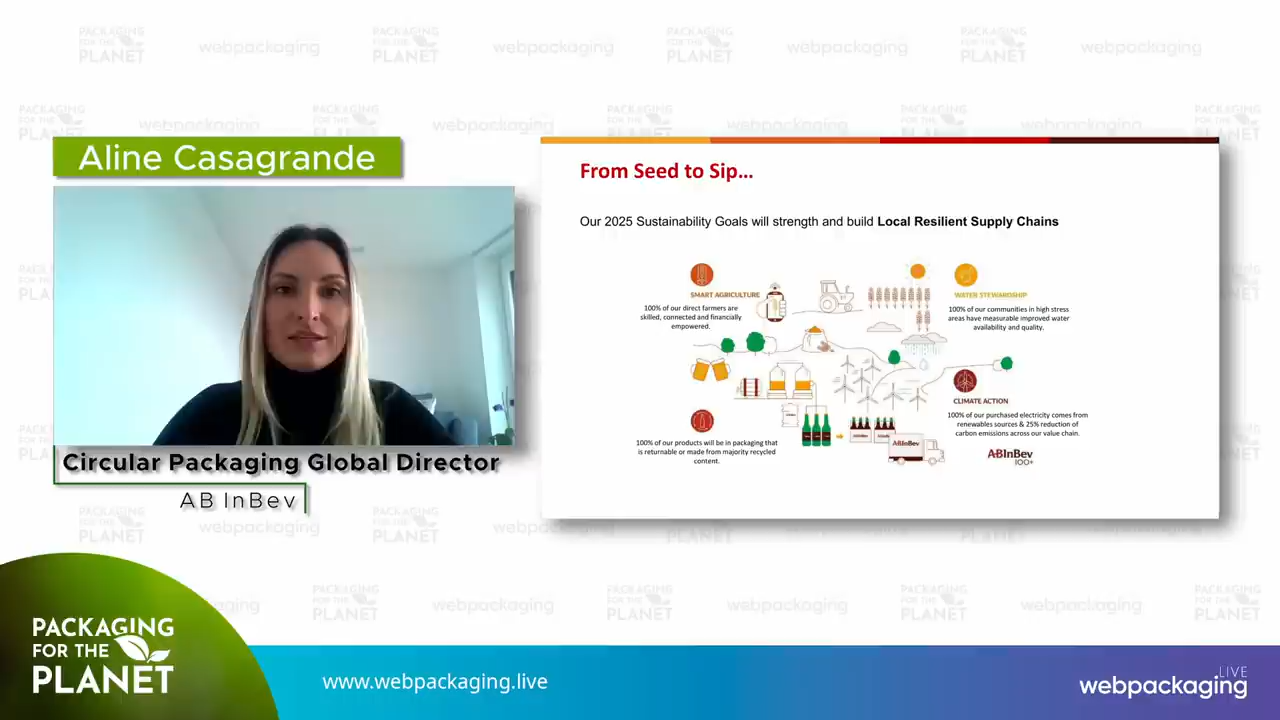 Aline Casagrande
Circular Packaging Global Director
AB InBev
From Seed to Sip...
Our 2025 Sustainability Goals will strength and build Local Resilient Supply Chains
SMART AGRICULTURE
100% of our direct farmers are
skilled, connected and financially
empowered.
WATER STEWARDSHIP
100% of our communities in high stress
areas have measurable improved water
availability and quality.
CLIMATE ACTION
100% of our purchased electricity comes from
renewables sources & 25% reduction of
carbon emissions across our value chain.
100% of our products will be in packaging that
is returnable or made from majority recycled
content.
ABInBev
ABInBev
100+
PACKAGING
FOR THE
PLANET
www.webpackaging.live
LIVE
webpackaging